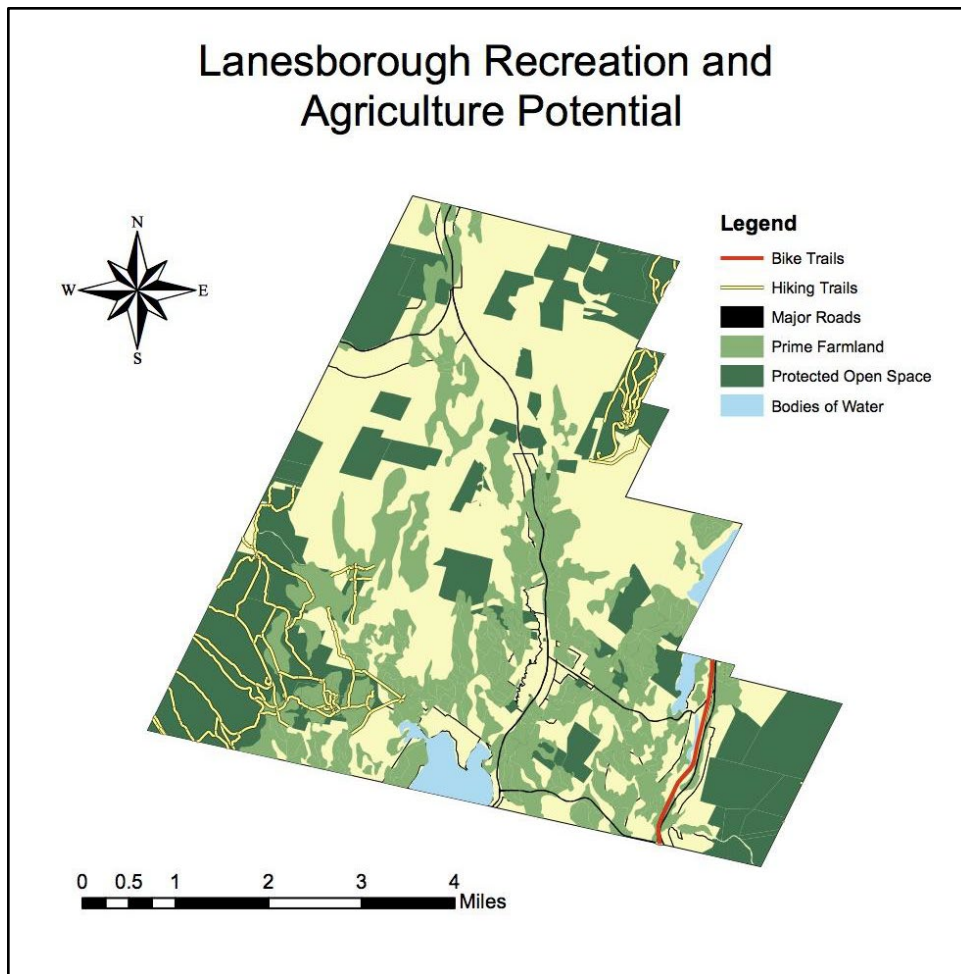 Lanesborough Recreation and
Agriculture Potential
N
W
E
S
Legend
Bike Trails
Hiking Trails
Major Roads
Prime Farmland
Protected Open Space
Bodies of Water
0 0.5 1 2 3 4
Miles